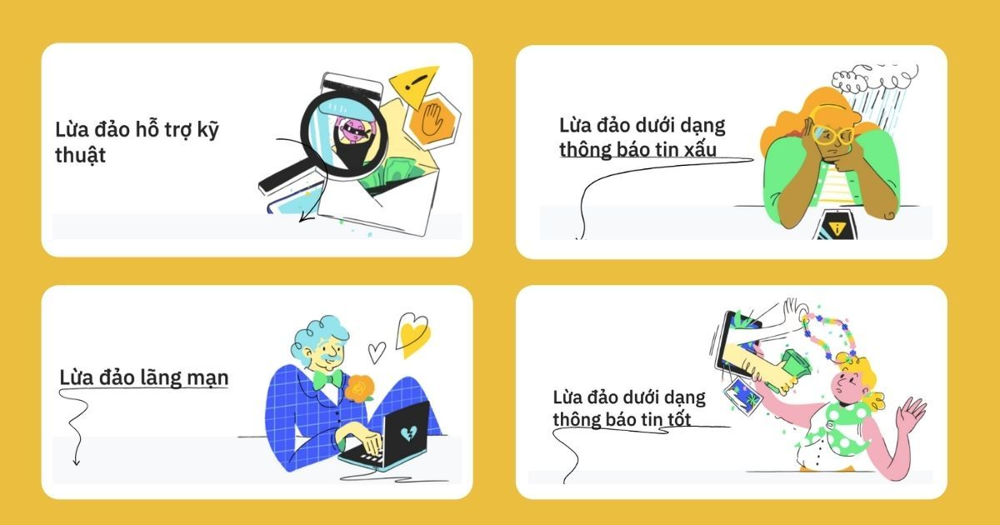 Lừa đảo hỗ trợ kỹ
thuật
Lừa đảo dưới dạng
thông báo tin xấu
Lừa đảo lãng mạn
Lừa đảo dưới dạng
thông báo tin tốt